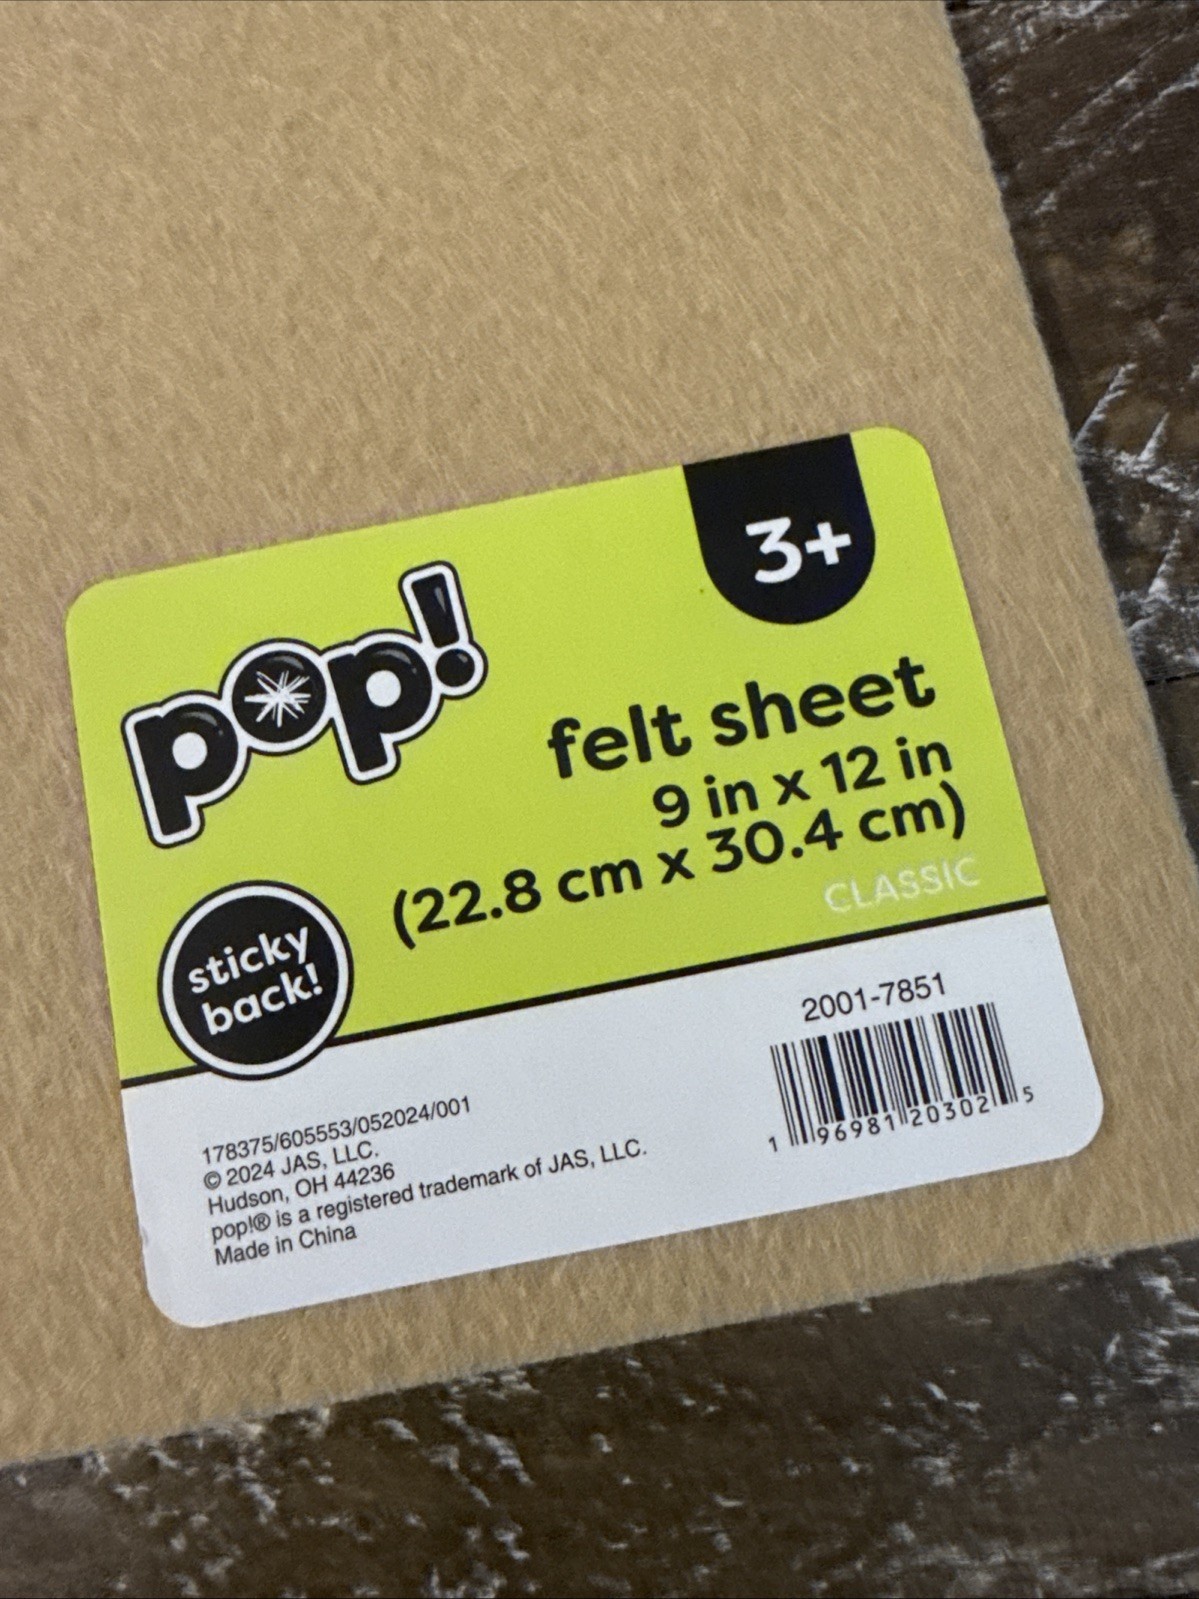 3+
pop!
felt sheet
9 in x 12 in
(22.8 cm x 30.4 cm)
CLASSIC
sticky
back!
2001-7851
1 96981 20302 5
178375/605553/052024/001
© 2024 JAS, LLC.
Hudson, OH 44236
pop!® is a registered trademark of JAS, LLC.
Made in China